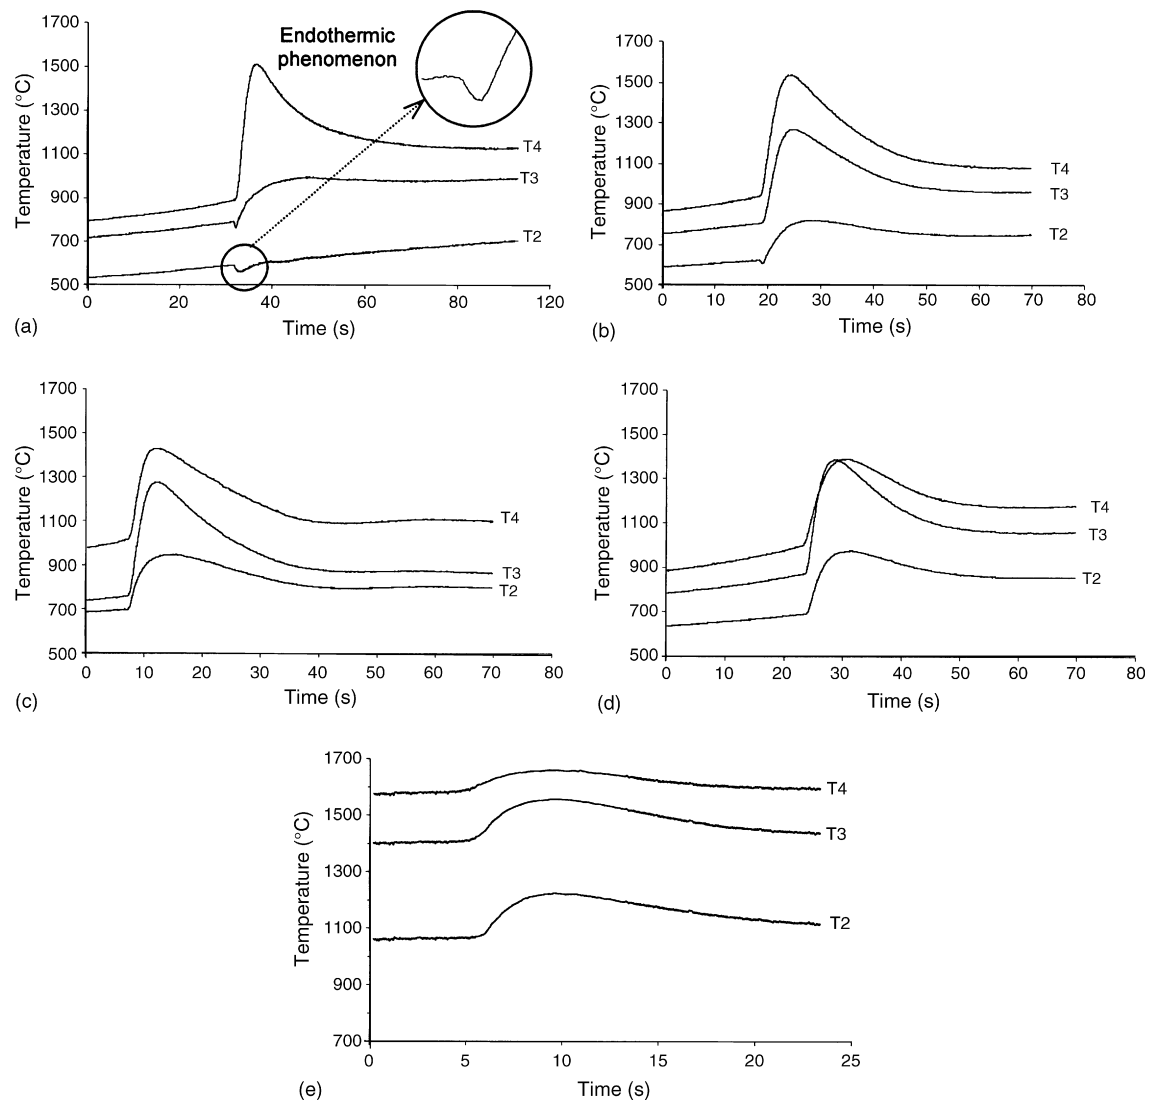 Endothermic
phenomenon
Temperature (°C)
1700
1500
1300
1100
900
700
500
T4
T3
T2
0 20 40 60 80 100 120
Time (s)
(a)
Temperature (°C)
1700
1500
1300
1100
900
700
500
T4
T3
T2
0 10 20 30 40 50 60 70 80
Time (s)
(b)
Temperature (°C)
1700
1500
1300
1100
900
700
500
T4
T3
T2
0 10 20 30 40 50 60 70 80
Time (s)
(c)
Temperature (°C)
1700
1500
1300
1100
900
700
500
T4
T3
T2
0 10 20 30 40 50 60 70 80
Time (s)
(d)
Temperature (°C)
1700
1500
1300
1100
900
700
T4
T3
T2
0 5 10 15 20 25
Time (s)
(e)